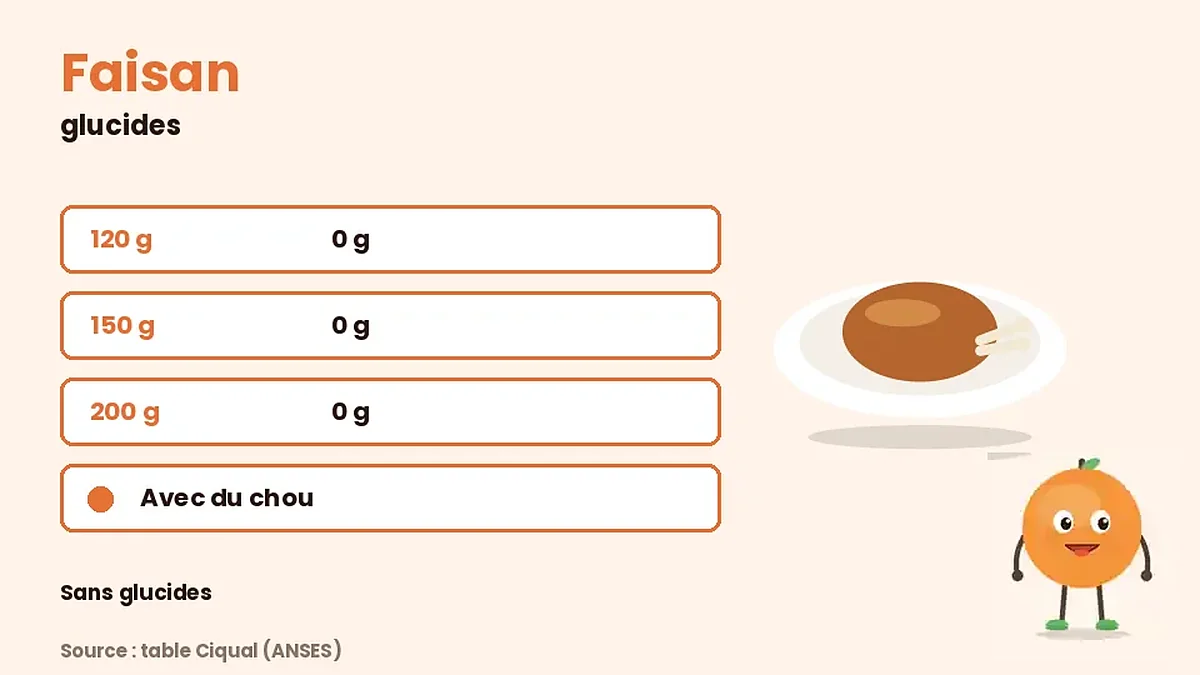 Faisan
glucides
120 g 0 g
150 g 0 g
200 g 0 g
Avec du chou
Sans glucides
Source : table Ciqual (ANSES)